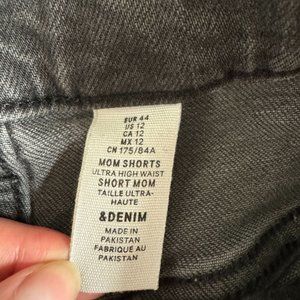 EUR 44
US 12
CA 12
MX 12
CN 175/84A
MOM SHORTS
ULTRA HIGH WAIST
SHORT MOM
TAILLE ULTRA-
HAUTE
&DENIM
MADE IN
PAKISTAN
FABRIQUÉ AU
PAKISTAN